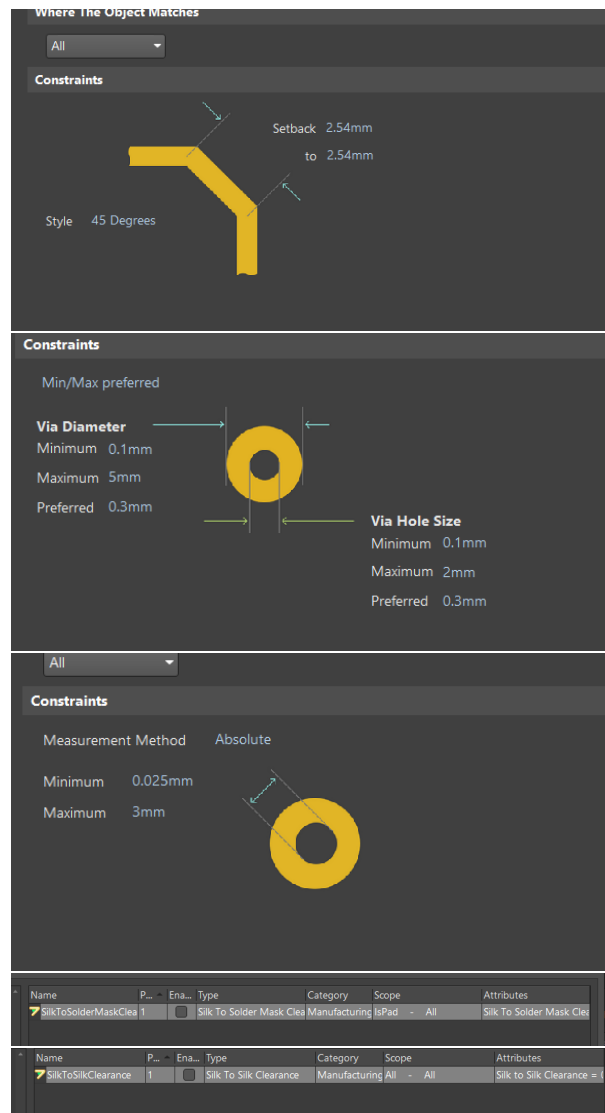 Where The Object Matches
All
Constraints
Setback 2.54mm
to 2.54mm
Style 45 Degrees
Constraints
Min/Max preferred
Via Diameter
Minimum 0.1mm
Maximum 5mm
Preferred 0.3mm
Via Hole Size
Minimum 0.1mm
Maximum 2mm
Preferred 0.3mm
All
Constraints
Measurement Method Absolute
Minimum 0.025mm
Maximum 3mm
Name P... Ena... Type Category Scope Attributes
SilkToSolderMaskClea 1 Silk To Solder Mask Clea Manufacturing IsPad - All Silk To Solder Mask Clea
Name P... Ena... Type Category Scope Attributes
SilkToSilkClearance 1 Silk To Silk Clearance Manufacturing All - All Silk to Silk Clearance =